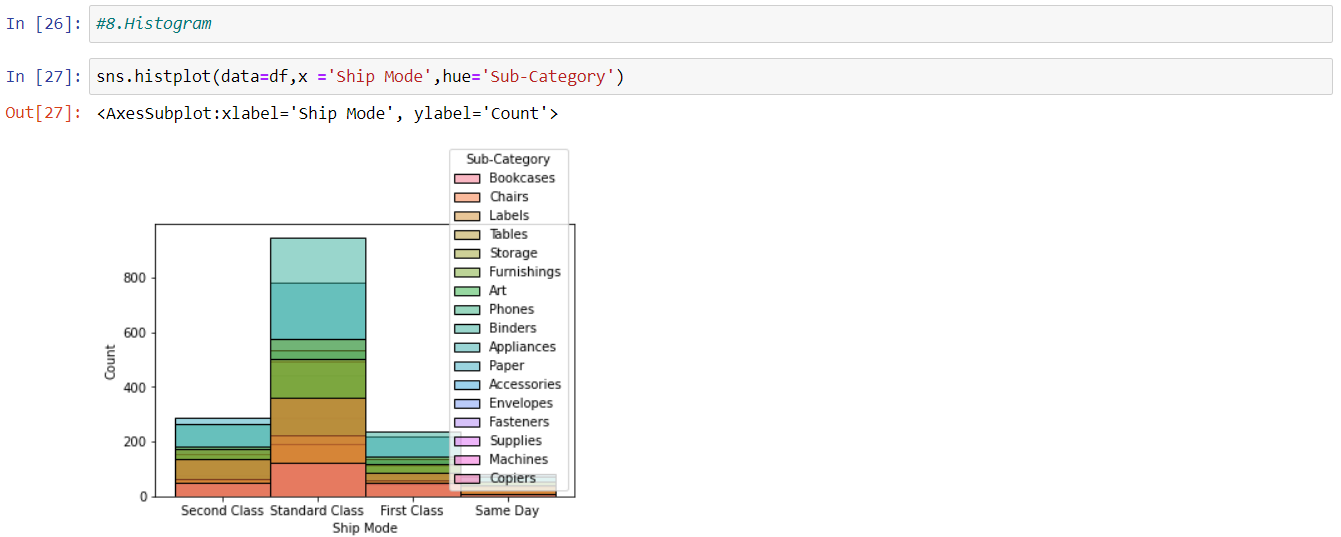 In [26]: #8.Histogram
In [27]: sns.histplot(data=df,x ='Ship Mode',hue='Sub-Category')
Out[27]: <AxesSubplot:xlabel='Ship Mode', ylabel='Count'>
Sub-Category
Bookcases
Chairs
Labels
Tables
Storage
Furnishings
Art
Phones
Binders
Appliances
Paper
Accessories
Envelopes
Fasteners
Supplies
Machines
Copiers
800
600
400
200
0
Count
Second Class Standard Class First Class Same Day
Ship Mode